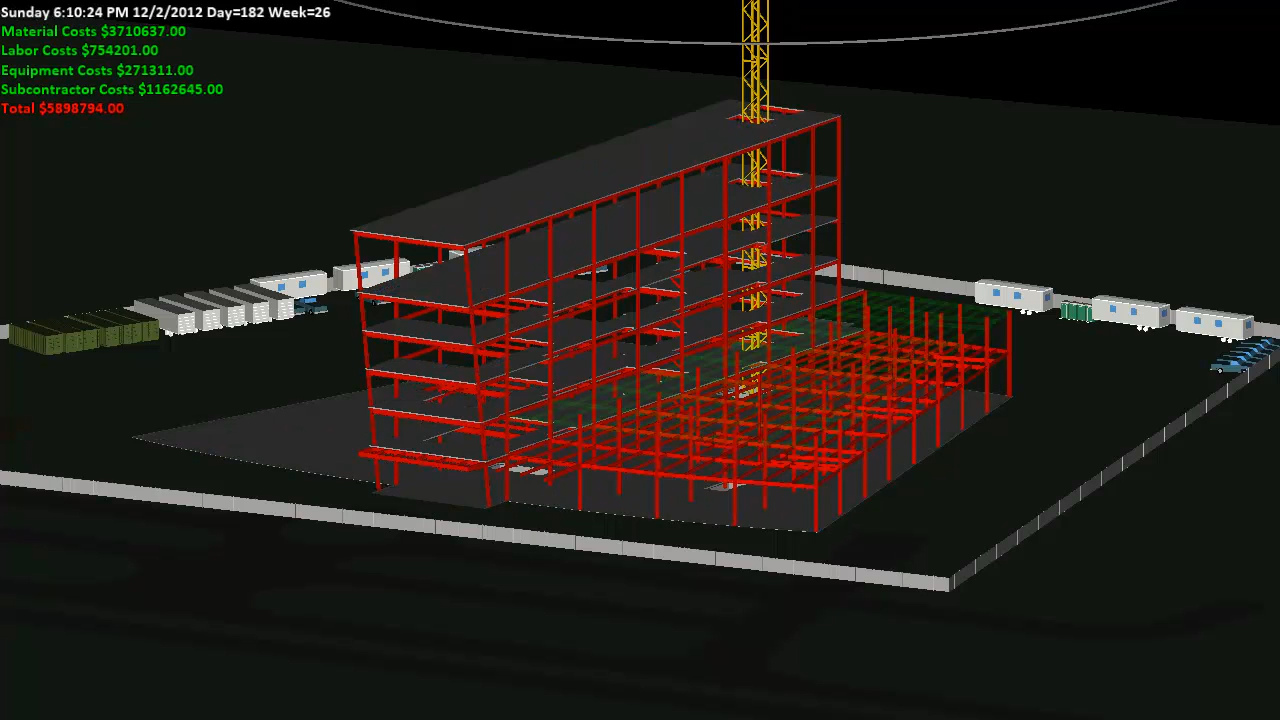 Sunday 6:10:24 PM 12/2/2012 Day=182 Week=26
Material Costs $3710637.00
Labor Costs $754201.00
Equipment Costs $271311.00
Subcontractor Costs $1162645.00
Total $5898794.00